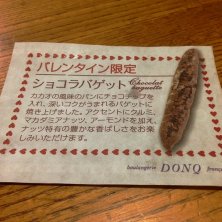 バレンタイン限定
ショコラバゲット
Chocolat
baguette
カカオの風味のパンにチョコチップを
入れ、深いコクがうまれるバゲットに
焼き上げました。アクセントにクルミ、
マカダミアナッツ、アーモンドを加え、
ナッツ特有の豊かな香ばしさをお楽
しみいただけます。
boulangerie DONQ